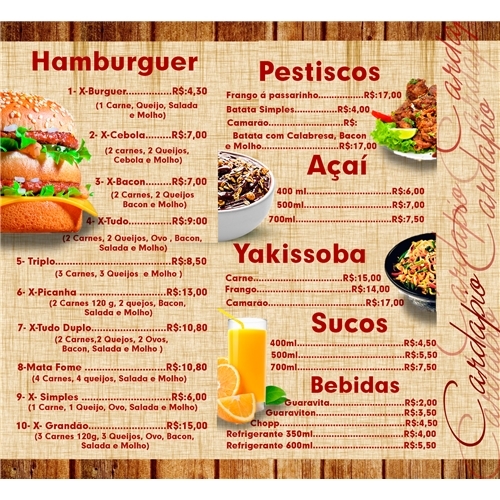 Hamburguer
1- X-Burguer...........R$:4,30
(1 Carne, Queijo, Salada
e Molho)
2- X-Cebola.........R$:7,00
(2 carnes, 2 Queijos,
Cebola e Molho)
3- X-Bacon.........R$:7,00
(2 Carnes, 2 Queijos
Bacon e Molho)
4- X-Tudo..........R$:9:00
(2 Carnes, 2 Queijos, Ovo , Bacon,
Salada e Molho)
5- Triplo....................R$:8,50
(3 Carnes, 3 Queijos e Molho )
6- X-Picanha ............R$:13,00
(2 Carnes 120 g, 2 queijos, Bacon,
Salada e Molho)
7- X-Tudo Duplo..........R$:10,80
(2 Carnes,2 Queijos, 2 Ovos,
Bacon, Salada e Molho )
8-Mata Fome ............R$:10,80
(4 Carnes, 4 queijos, Salada e Molho)
9- X- Simples ............R$:6,00
(1 Carne, 1 Queijo, Ovo, Salada e Molho)
10- X- Grandão..........R$:15,00
(3 Carnes 120g, 3 Queijos, Ovo, Bacon,
Salada e Molho)
Pestiscos
Frango á passarinho..............R$:17,00
Batata Simples...............R$:4,00
Camarão..................R$:
Batata com Calabresa, Bacon
e Molho.........................R$:17,00
Açaí
400 ml.........................R$:6,00
500ml..........................R$:7,00
700ml..........................R$:7,50
Yakissoba
Carne.............................R$:15,00
Frango..........................R$:14,00
Camarão........................R$:17,00
Sucos
400ml.............................R$:4,50
500ml.............................R$:5,50
700ml.............................R$:7,50
Bebidas
Guaravita...................R$:2,00
Guaraviton..................R$:3,50
Chopp.....................R$:4,50
Refrigerante 350ml........R$:4,00
Refrigerante 600ml........R$:5,50
Cardápio Cardápio